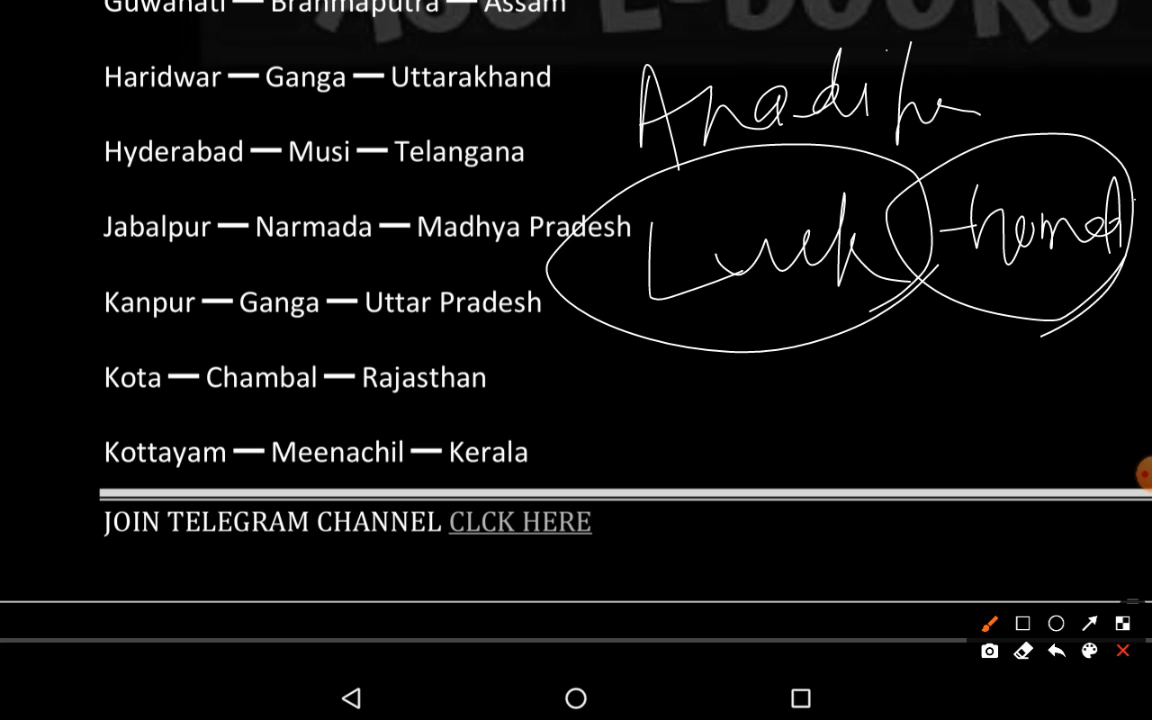 Guwahati — Brahmaputra — Assam
Haridwar — Ganga — Uttarakhand
Hyderabad — Musi — Telangana
Jabalpur — Narmada — Madhya Pradesh
Kanpur — Ganga — Uttar Pradesh
Kota — Chambal — Rajasthan
Kottayam — Meenachil — Kerala
JOIN TELEGRAM CHANNEL CLCK HERE